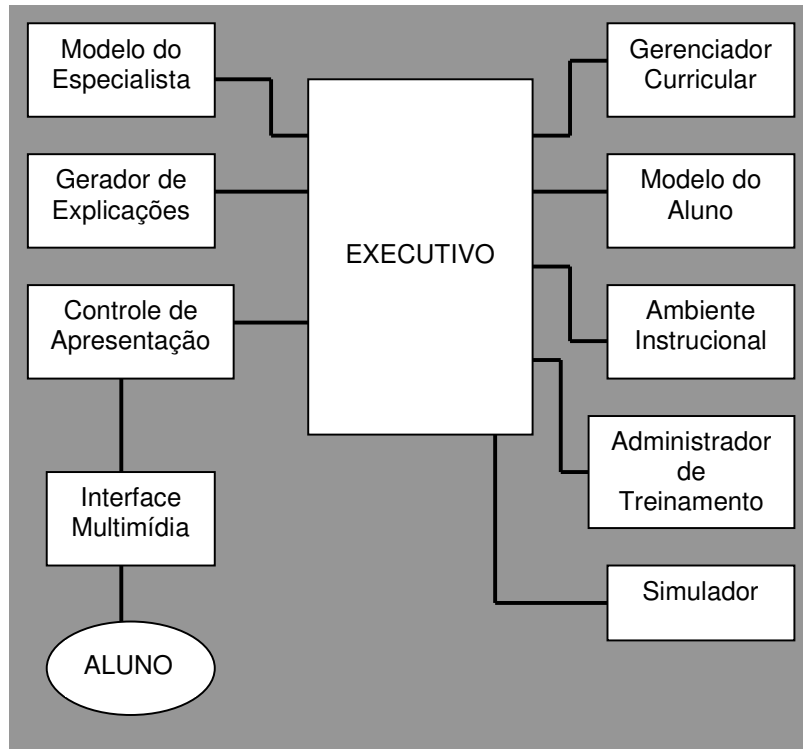 Modelo do
Especialista
Gerador de
Explicações
Controle de
Apresentação
Interface
Multimídia
ALUNO
EXECUTIVO
Gerenciador
Curricular
Modelo do
Aluno
Ambiente
Instrucional
Administrador
de
Treinamento
Simulador